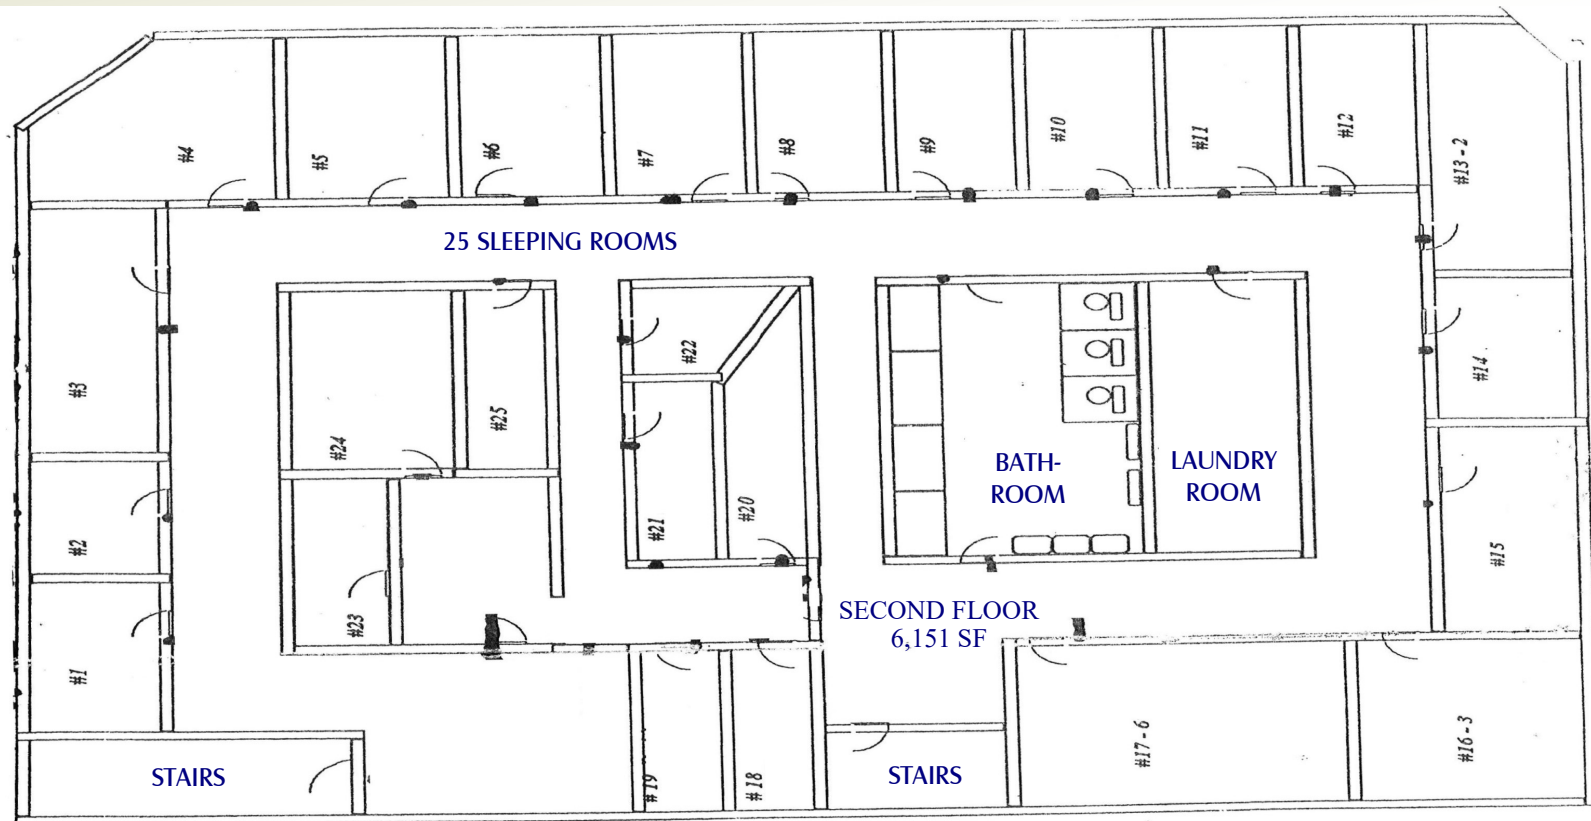 #4
#5
#6
#7
#8
#9
#10
#11
#12
#13 - 2
25 SLEEPING ROOMS
#3
#24
#25
#22
#21
#20
BATH-
ROOM
LAUNDRY
ROOM
#14
#15
#2
#1
#23
SECOND FLOOR
6,151 SF
STAIRS
# 19
# 18
STAIRS
#17 - 6
#16 - 3